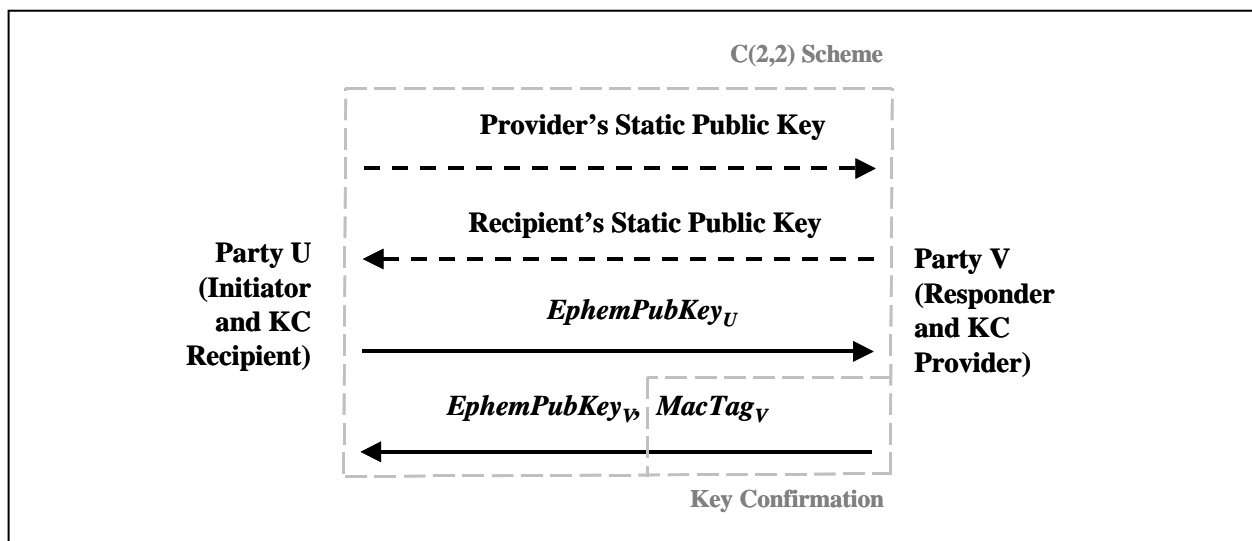 C(2,2) Scheme
Provider's Static Public Key
Recipient's Static Public Key
Party U
(Initiator
and KC
Recipient)
Party V
(Responder
and KC
Provider)
EphemPubKeyU
EphemPubKeyV, MacTagV
Key Confirmation